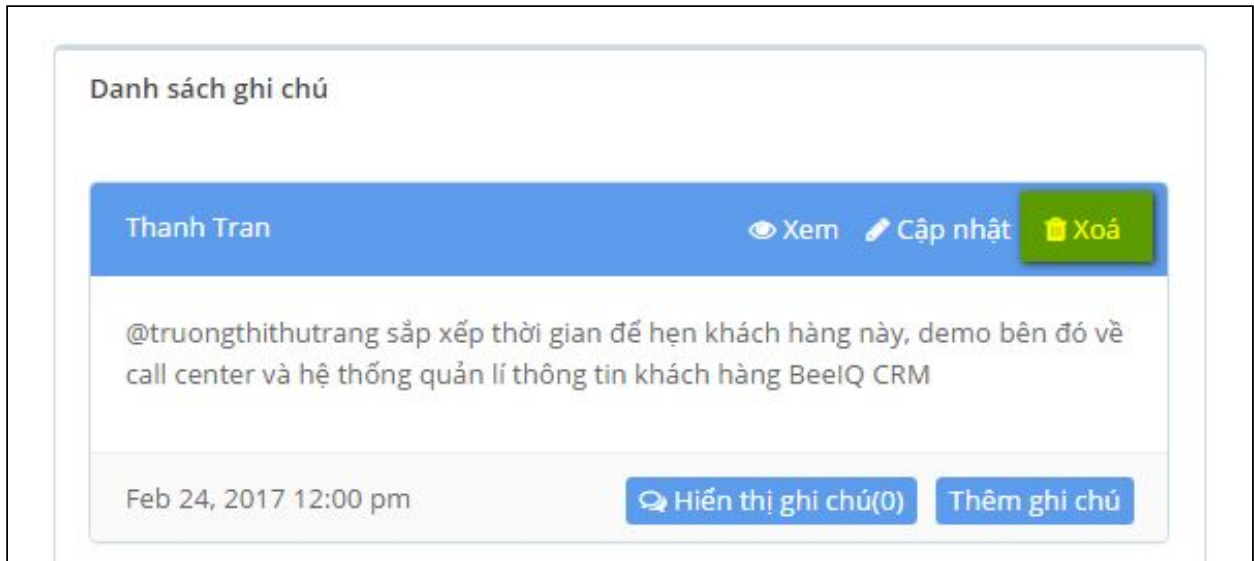 Danh sách ghi chú
Thanh Tran Xem Cập nhật Xoá
@truongthithutrang sắp xếp thời gian để hẹn khách hàng này, demo bên đó về
call center và hệ thống quản lí thông tin khách hàng BeeIQ CRM
Feb 24, 2017 12:00 pm Hiển thị ghi chú(0) Thêm ghi chú